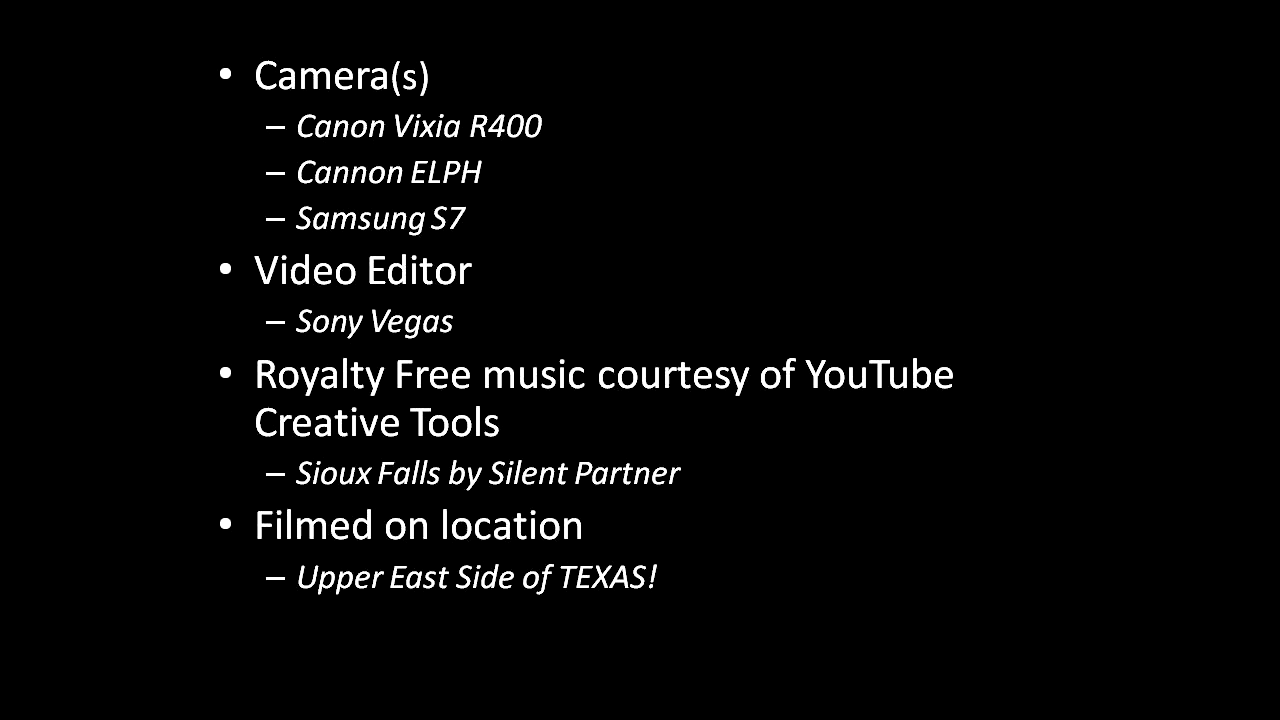 • Camera(s)
– Canon Vixia R400
– Cannon ELPH
– Samsung S7
• Video Editor
– Sony Vegas
• Royalty Free music courtesy of YouTube
Creative Tools
– Sioux Falls by Silent Partner
• Filmed on location
– Upper East Side of TEXAS!